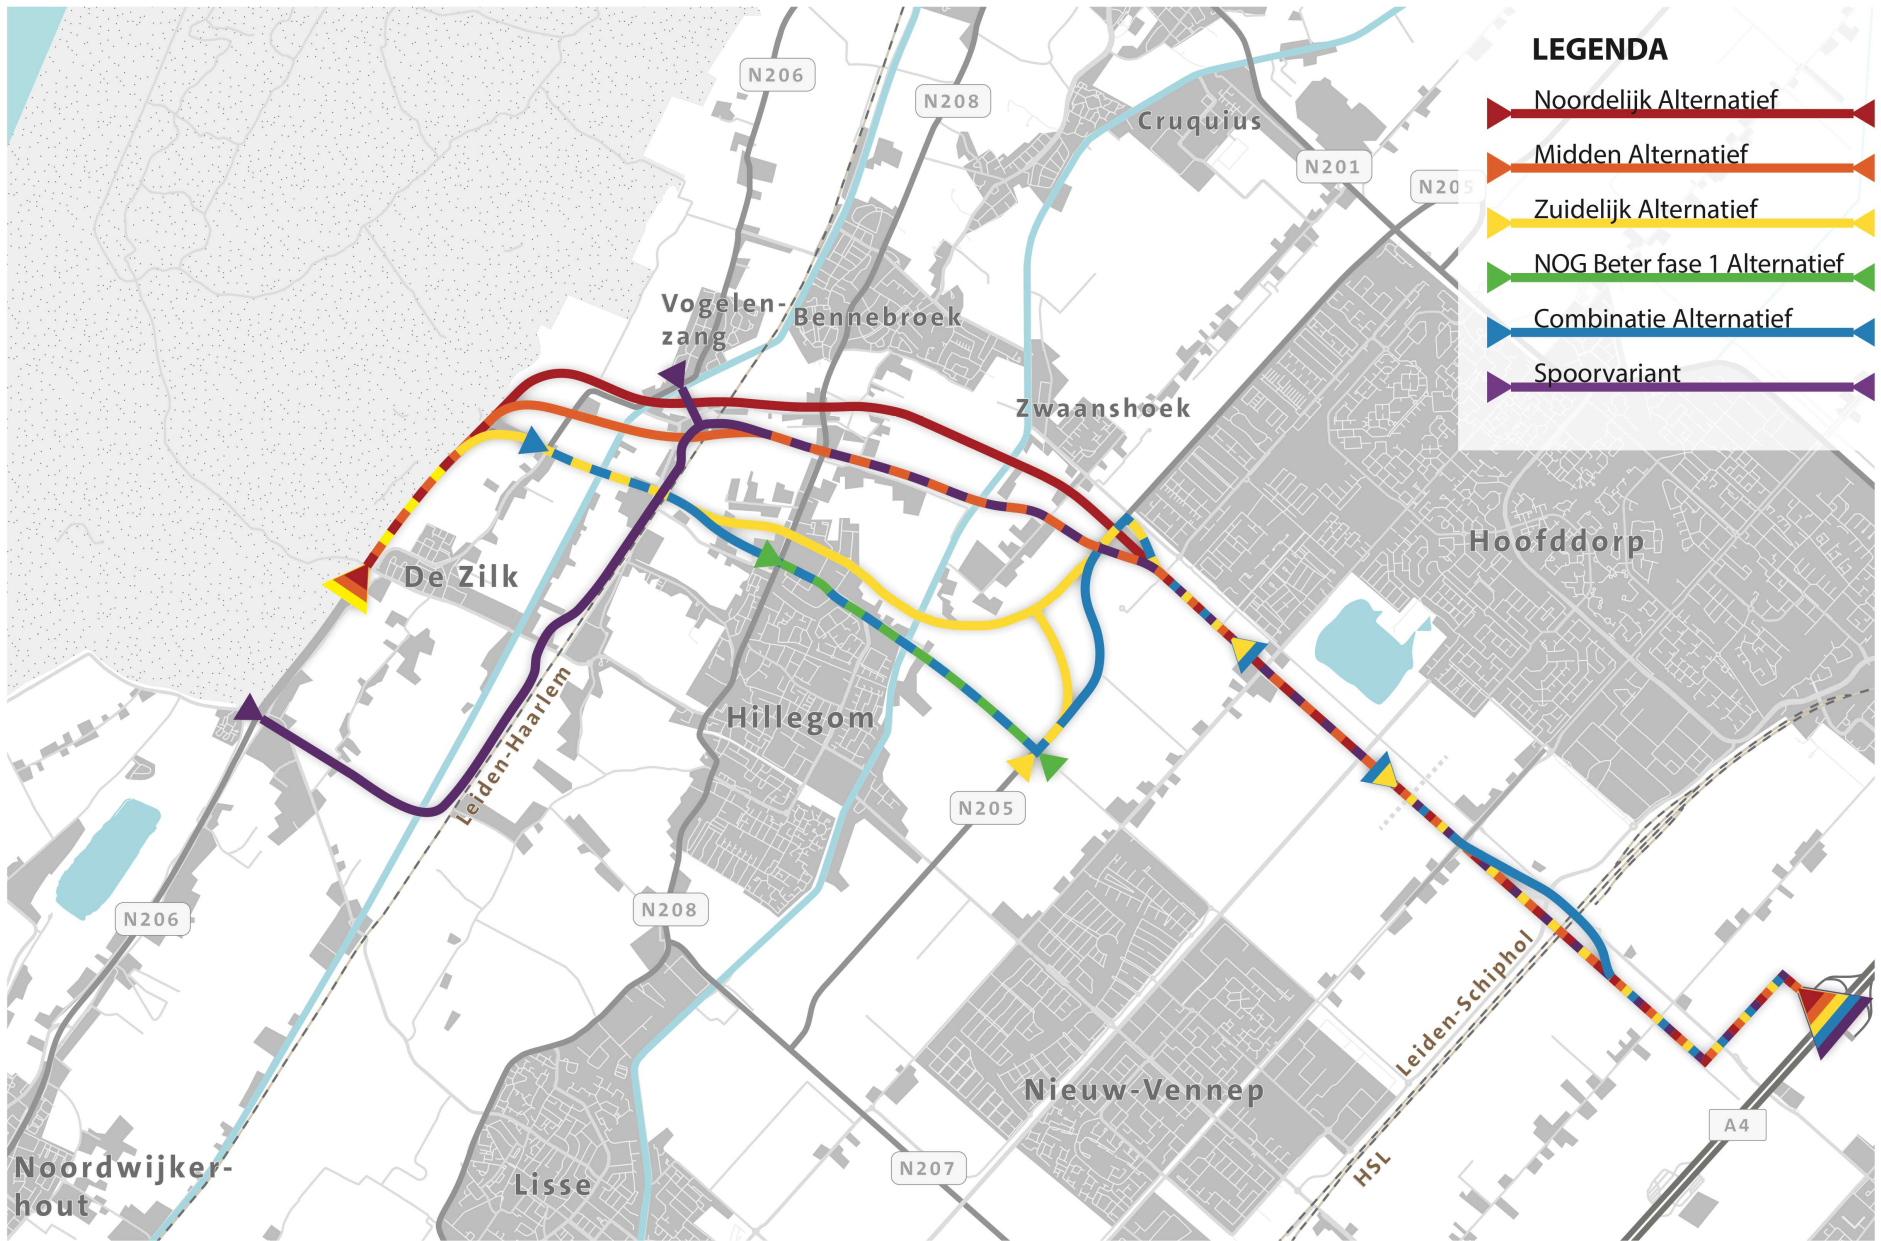 LEGENDA
Noordelijk Alternatief
Midden Alternatief
Zuidelijk Alternatief
NOG Beter fase 1 Alternatief
Combinatie Alternatief
Spoorvariant
N206
N208
Cruquius
N201
N205
Vogelen-
zang
Bennebroek
Zwaanshoek
Hoofddorp
De Zilk
Leiden-Haarlem
Hillegom
N205
N206
N208
Leiden-Schiphol
Nieuw-Vennep
A4
N207
HSL
Noordwijker-
hout
Lisse